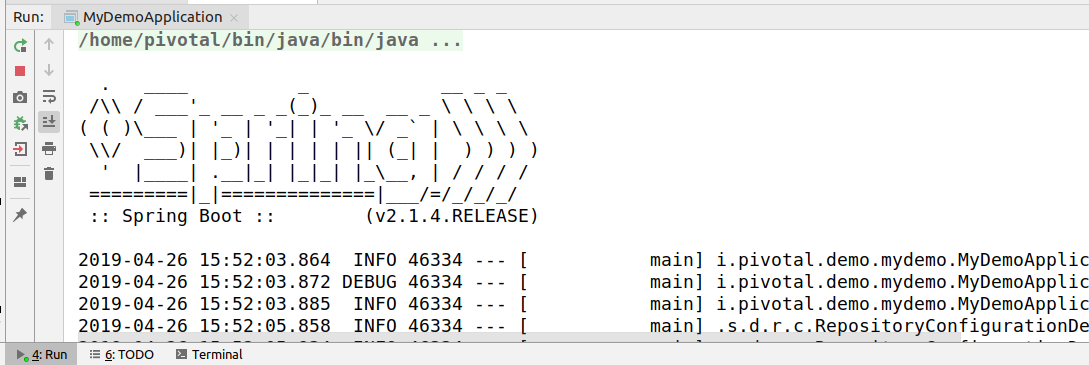 Run: MyDemoApplication
/home/pivotal/bin/java/bin/java ...
  .   ____          _            __ _ _
 /\\ / ___'_ __ _ _(_)_ __  __ _ \ \ \ \
( ( )\___ | '_ | '_| | '_ \/ _` | \ \ \ \
 \\/  ___)| |_)| | | | | || (_| |  ) ) ) )
  '  |____| .__|_| |_|_| |_\__, | / / / /
 =========|_|==============|___/=/_/_/_/
 :: Spring Boot ::        (v2.1.4.RELEASE)
2019-04-26 15:52:03.864  INFO 46334 --- [           main] i.pivotal.demo.mydemo.MyDemoApplic
2019-04-26 15:52:03.872 DEBUG 46334 --- [           main] i.pivotal.demo.mydemo.MyDemoApplic
2019-04-26 15:52:03.885  INFO 46334 --- [           main] i.pivotal.demo.mydemo.MyDemoApplic
2019-04-26 15:52:05.858  INFO 46334 --- [           main] .s.d.r.c.RepositoryConfigurationDe
4: Run 6: TODO Terminal